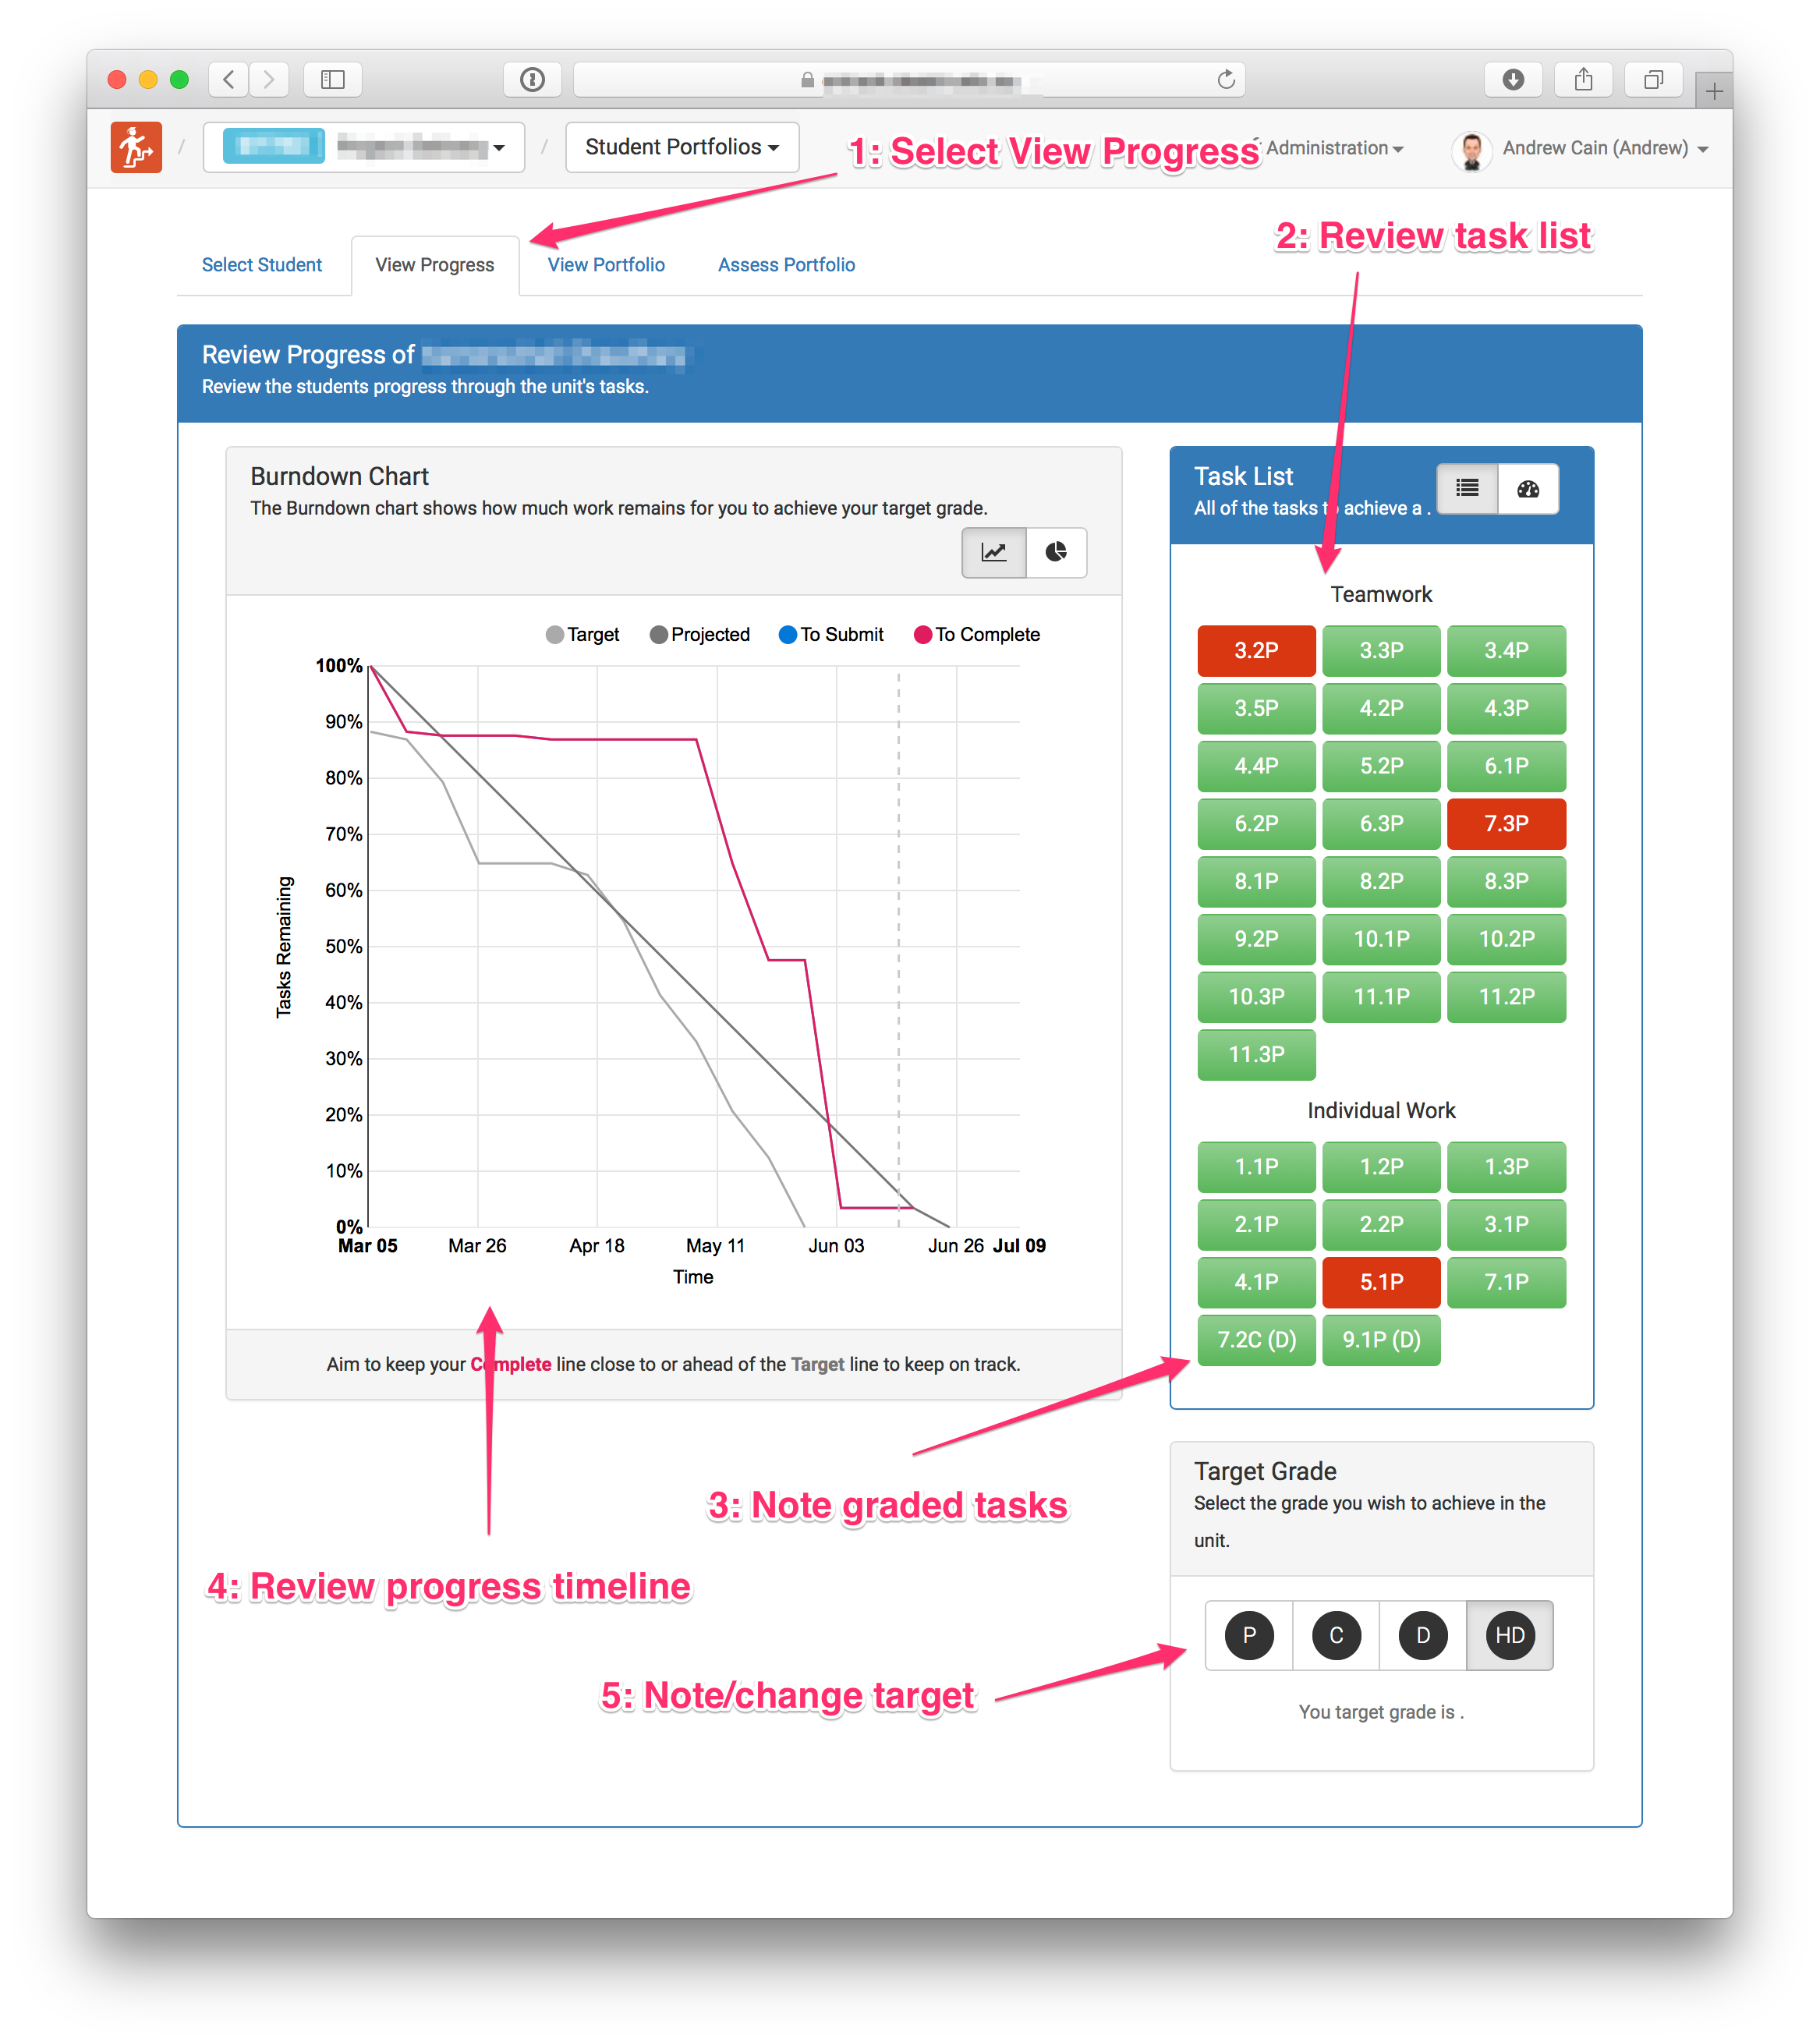 /
/
Student Portfolios
1: Select View Progress
Administration
Andrew Cain (Andrew)
2: Review task list
Select Student
View Progress
View Portfolio
Assess Portfolio
Review Progress of
Review the students progress through the unit's tasks.
Burndown Chart
The Burndown chart shows how much work remains for you to achieve your target grade.
Target
Projected
To Submit
To Complete
100%
90%
80%
70%
60%
50%
40%
30%
20%
10%
0%
Tasks Remaining
Mar 05
Mar 26
Apr 18
May 11
Jun 03
Jun 26
Jul 09
Time
Aim to keep your Complete line close to or ahead of the Target line to keep on track.
Task List
All of the tasks to achieve a .
Teamwork
3.2P 3.3P 3.4P
3.5P 4.2P 4.3P
4.4P 5.2P 6.1P
6.2P 6.3P 7.3P
8.1P 8.2P 8.3P
9.2P 10.1P 10.2P
10.3P 11.1P 11.2P
11.3P
Individual Work
1.1P 1.2P 1.3P
2.1P 2.2P 3.1P
4.1P 5.1P 7.1P
7.2C (D) 9.1P (D)
3: Note graded tasks
4: Review progress timeline
Target Grade
Select the grade you wish to achieve in the
unit.
P C D HD
5: Note/change target
You target grade is .